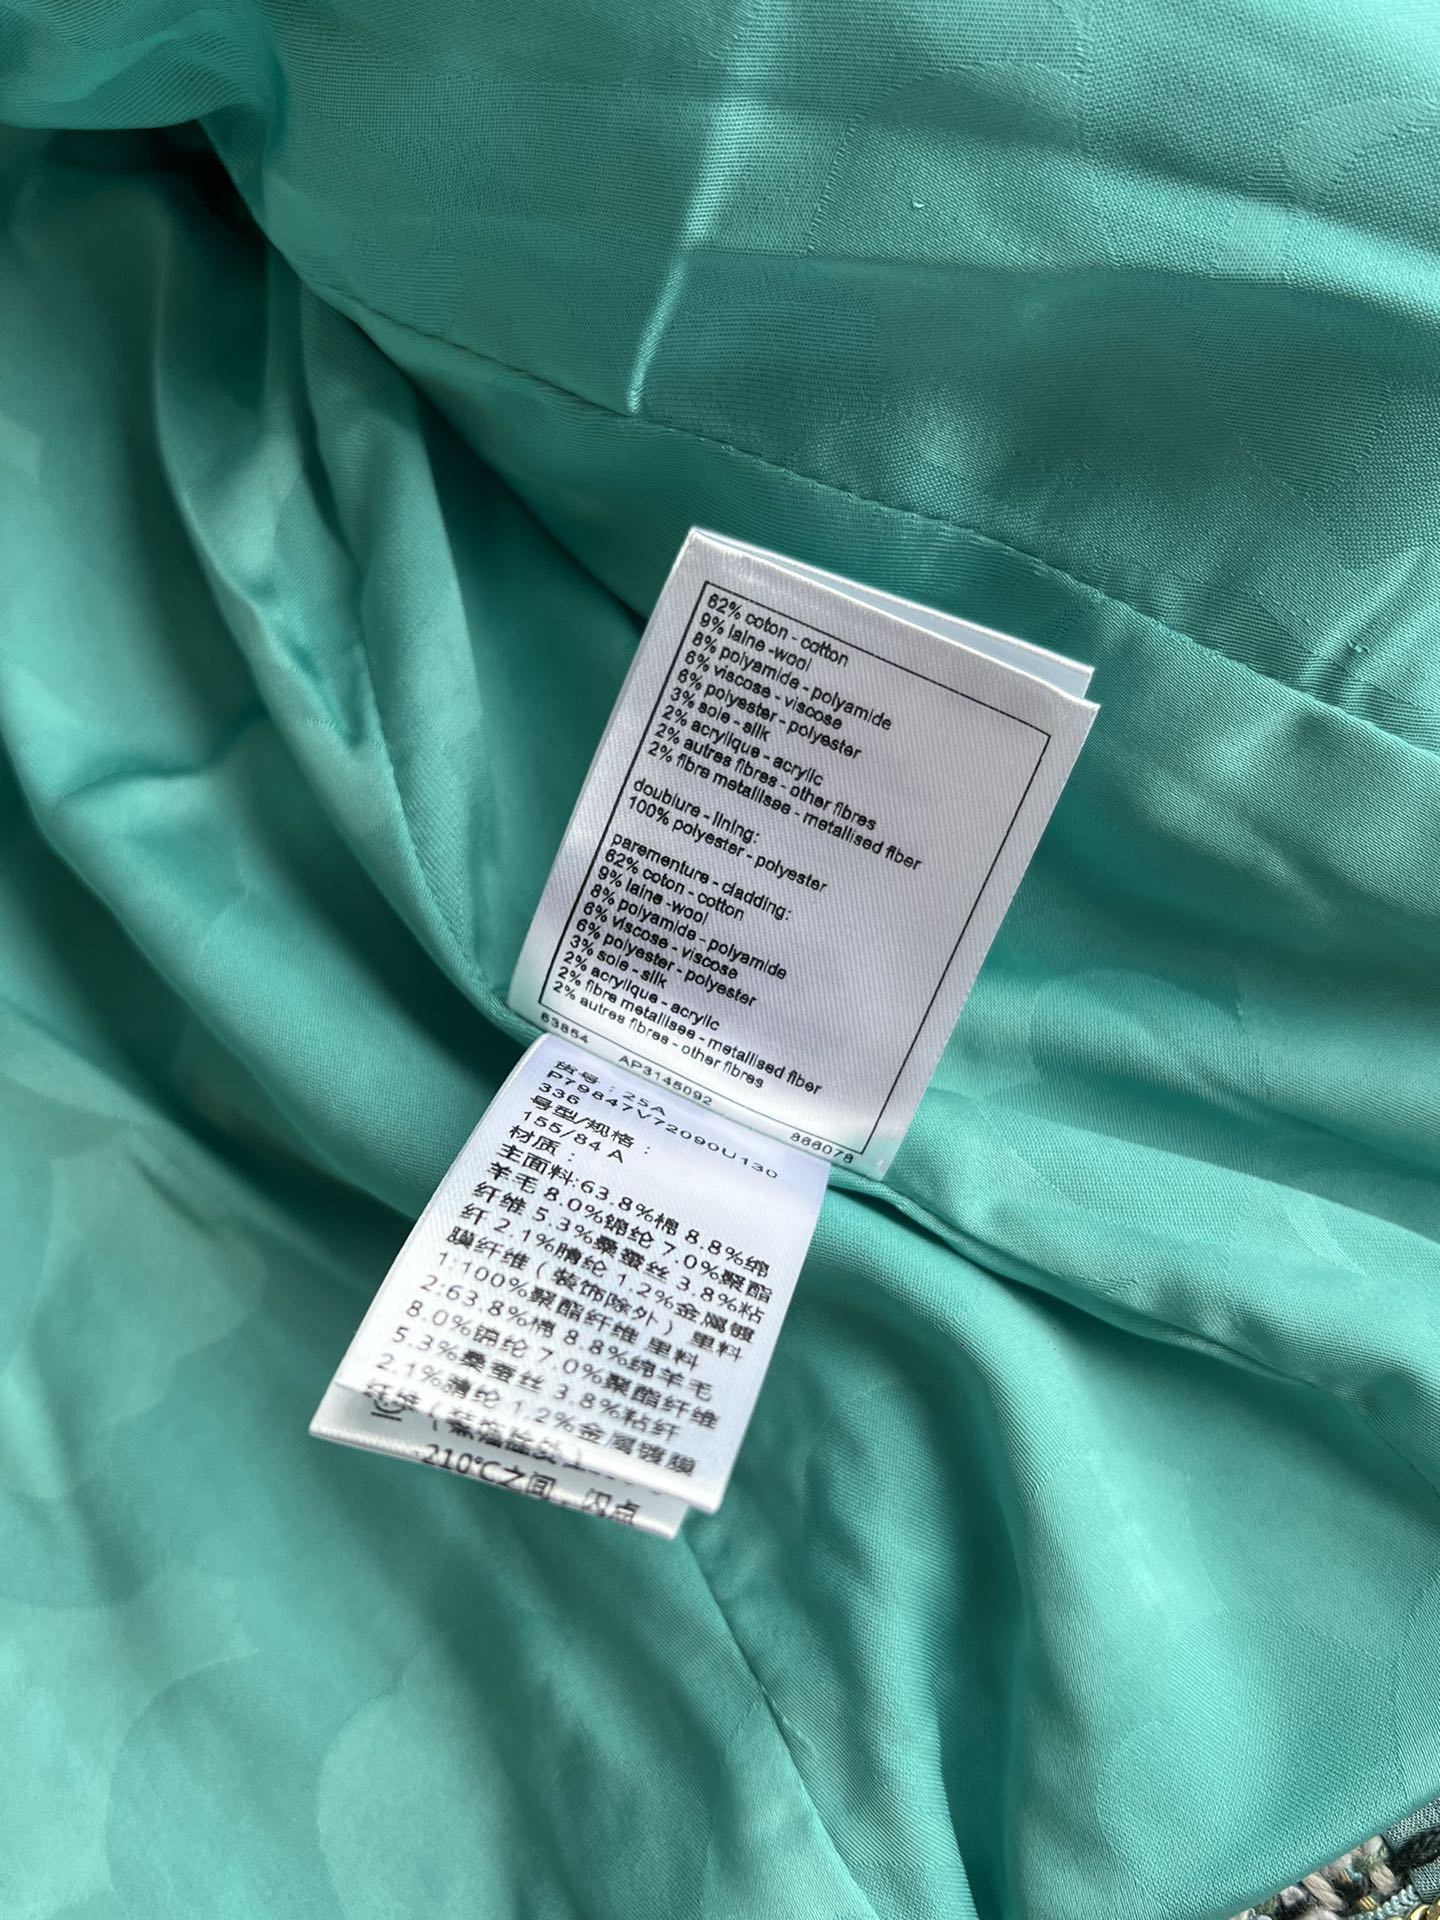 62% coton - cotton
9% laine -wool
8% polyamide - polyamide
6% viscose - viscose
6% polyester - polyester
3% soie - silk
2% acrylique - acrylic
2% autres fibres - other fibres
2% fibre metallisee - metallised fiber
doublure - lining:
100% polyester - polyester
parementure - cladding:
62% coton - cotton
9% laine -wool
8% polyamide - polyamide
6% viscose - viscose
6% polyester - polyester
3% soie - silk
2% acrylique - acrylic
2% fibre metallisee - metallised fiber
2% autres fibres - other fibres
63854 AP3145092 866078
货号：25A
P79847V72090U130
336
号型/规格：
155/84 A
材质：
主面料:63.8%棉 8.8%绵
羊毛 8.0%锦纶 7.0%聚酯
纤维 5.3%桑蚕丝 3.8%粘
纤 2.1%腈纶 1.2%金属镀
膜纤维（装饰除外）里料
1:100%聚酯纤维 里料
2:63.8%棉 8.8%绵羊毛
8.0%锦纶 7.0%聚酯纤维
5.3%桑蚕丝 3.8%粘纤
2.1%腈纶 1.2%金属镀膜
纤维（装饰除外）
210℃之间，闪点